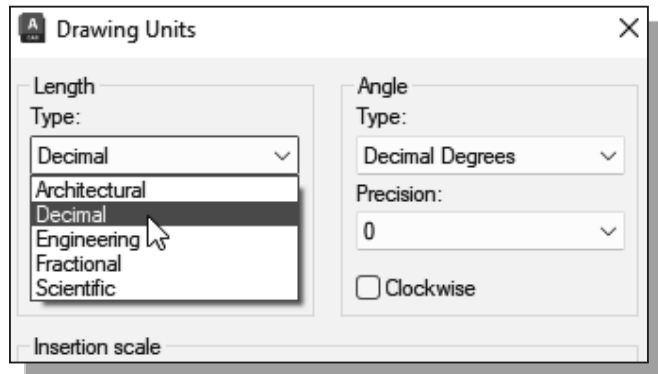 A
CAD
Drawing Units
Length
Type:
Decimal
Architectural
Decimal
Engineering
Fractional
Scientific
Angle
Type:
Decimal Degrees
Precision:
0
Clockwise
Insertion scale